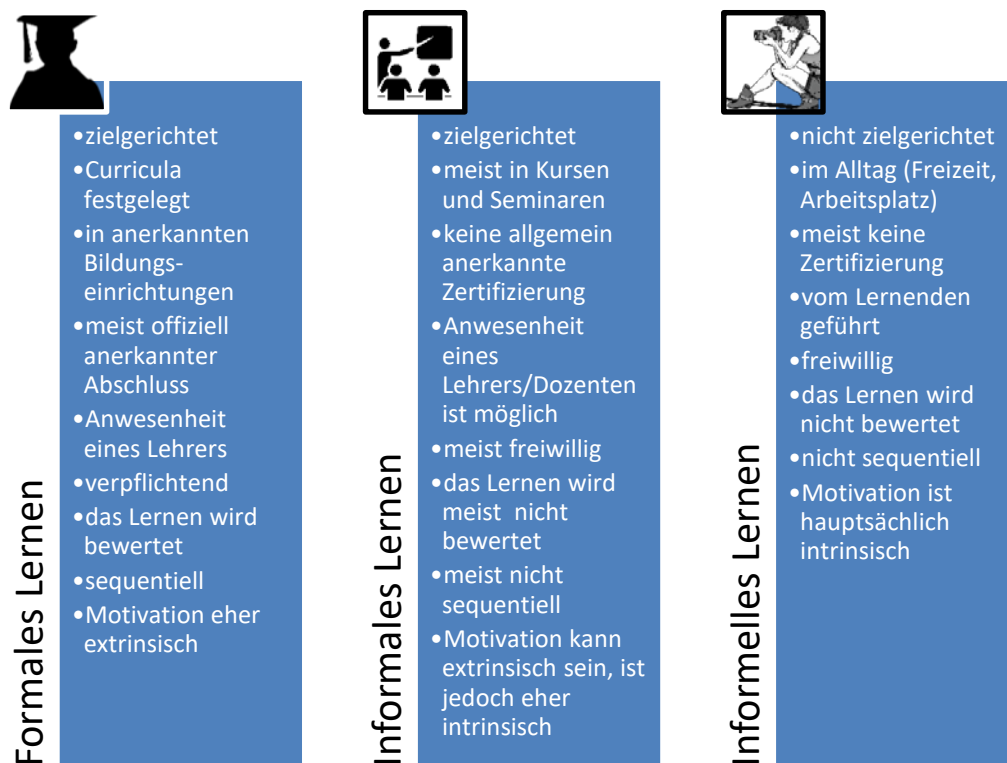 Formales Lernen
•zielgerichtet
•Curricula
festgelegt
•in anerkannten
Bildungs-
einrichtungen
•meist offiziell
anerkannter
Abschluss
•Anwesenheit
eines Lehrers
•verpflichtend
•das Lernen wird
bewertet
•sequentiell
•Motivation eher
extrinsisch
Informales Lernen
•zielgerichtet
•meist in Kursen
und Seminaren
•keine allgemein
anerkannte
Zertifizierung
•Anwesenheit
eines
Lehrers/Dozenten
ist möglich
•meist freiwillig
•das Lernen wird
meist nicht
bewertet
•meist nicht
sequentiell
•Motivation kann
extrinsisch sein, ist
jedoch eher
intrinsisch
Informelles Lernen
•nicht zielgerichtet
•im Alltag (Freizeit,
Arbeitsplatz)
•meist keine
Zertifizierung
•vom Lernenden
geführt
•freiwillig
•das Lernen wird
nicht bewertet
•nicht sequentiell
•Motivation ist
hauptsächlich
intrinsisch